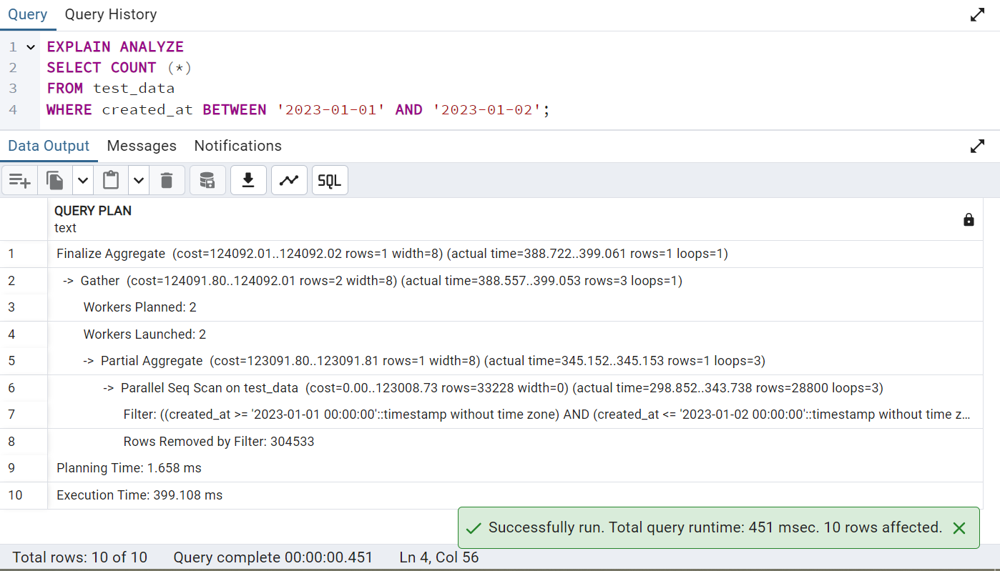 Query Query History
1 EXPLAIN ANALYZE
2 SELECT COUNT (*)
3 FROM test_data
4 WHERE created_at BETWEEN '2023-01-01' AND '2023-01-02';
Data Output Messages Notifications
SQL
QUERY PLAN
text
1 Finalize Aggregate (cost=124092.01..124092.02 rows=1 width=8) (actual time=388.722..399.061 rows=1 loops=1)
2 -> Gather (cost=124091.80..124092.01 rows=2 width=8) (actual time=388.557..399.053 rows=3 loops=1)
3 Workers Planned: 2
4 Workers Launched: 2
5 -> Partial Aggregate (cost=123091.80..123091.81 rows=1 width=8) (actual time=345.152..345.153 rows=1 loops=3)
6 -> Parallel Seq Scan on test_data (cost=0.00..123008.73 rows=33228 width=0) (actual time=298.852..343.738 rows=28800 loops=3)
7 Filter: ((created_at >= '2023-01-01 00:00:00'::timestamp without time zone) AND (created_at <= '2023-01-02 00:00:00'::timestamp without time z...
8 Rows Removed by Filter: 304533
9 Planning Time: 1.658 ms
10 Execution Time: 399.108 ms
Successfully run. Total query runtime: 451 msec. 10 rows affected.
Total rows: 10 of 10 Query complete 00:00:00.451 Ln 4, Col 56